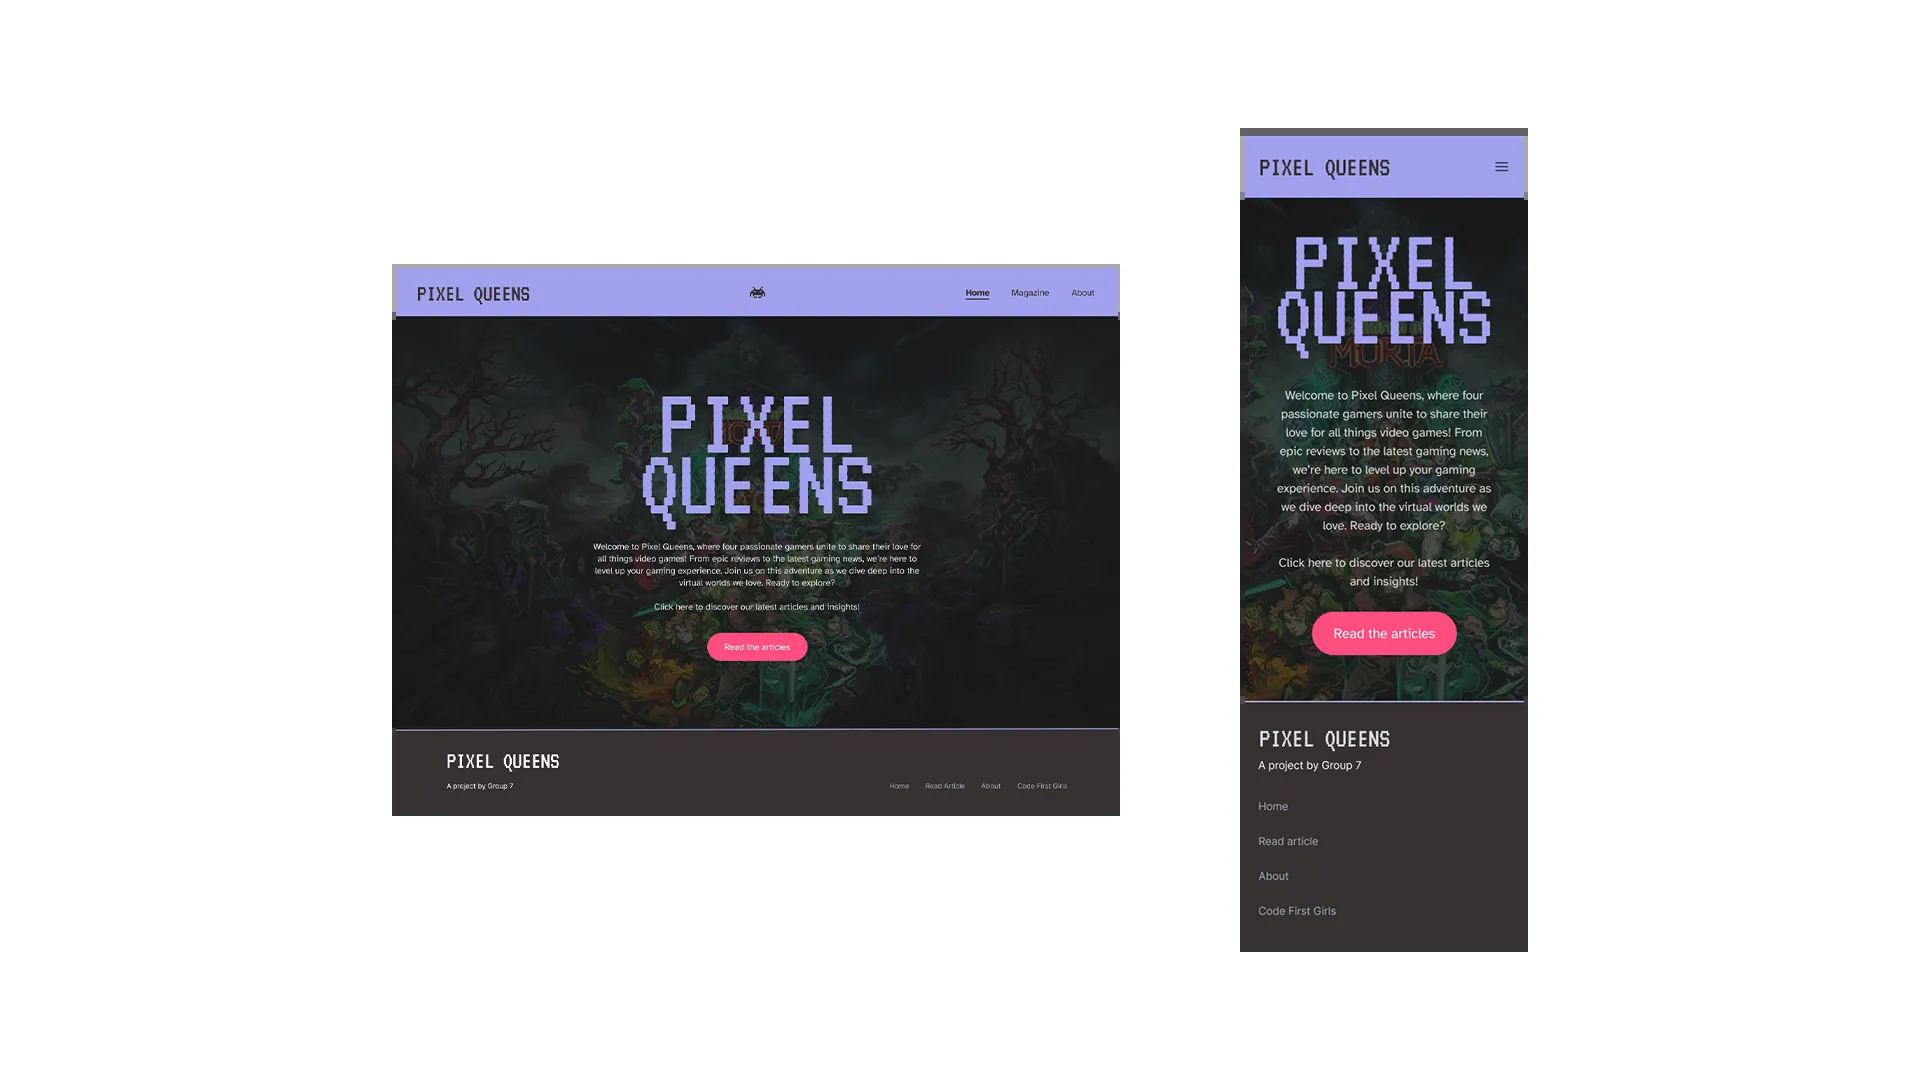 PIXEL QUEENS
Home Magazine About
PIXEL
QUEENS
Welcome to Pixel Queens, where four passionate gamers unite to share their love for
all things video games! From epic reviews to the latest gaming news, we're here to
level up your gaming experience. Join us on this adventure as we dive deep into the
virtual worlds we love. Ready to explore?
Click here to discover our latest articles and insights!
Read the articles
PIXEL QUEENS
A project by Group 7
Home Read Article About Code First Girls
PIXEL QUEENS
PIXEL
QUEENS
MORTA
Welcome to Pixel Queens, where four
passionate gamers unite to share their
love for all things video games! From
epic reviews to the latest gaming news,
we're here to level up your gaming
experience. Join us on this adventure as
we dive deep into the virtual worlds we
love. Ready to explore?
Click here to discover our latest articles
and insights!
Read the articles
PIXEL QUEENS
A project by Group 7
Home
Read article
About
Code First Girls